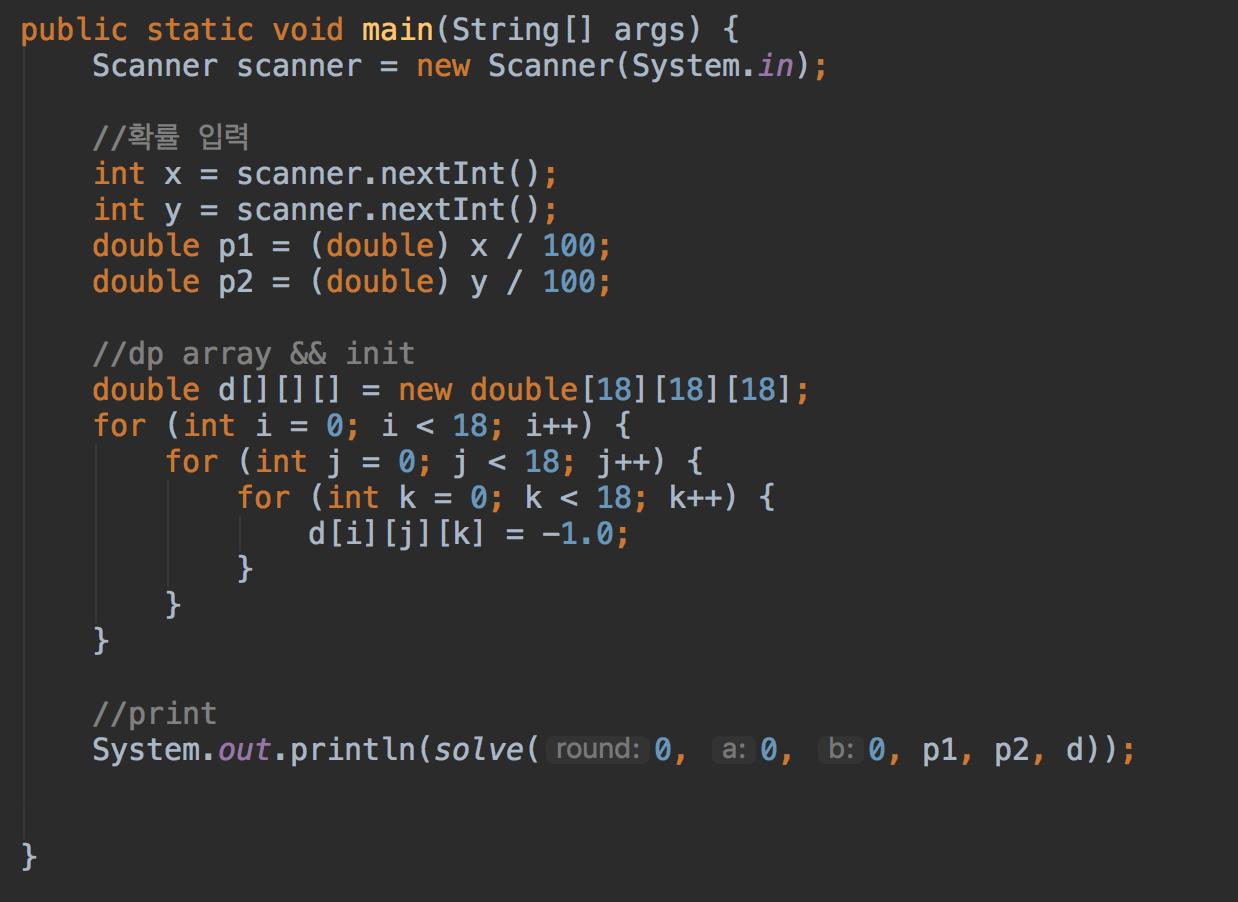 public static void main(String[] args) {
Scanner scanner = new Scanner(System.in);
//확률 입력
int x = scanner.nextInt();
int y = scanner.nextInt();
double p1 = (double) x / 100;
double p2 = (double) y / 100;
//dp array && init
double d[][][] = new double[18][18][18];
for (int i = 0; i < 18; i++) {
for (int j = 0; j < 18; j++) {
for (int k = 0; k < 18; k++) {
d[i][j][k] = -1.0;
}
}
}
//print
System.out.println(solve( round: 0, a: 0, b: 0, p1, p2, d));
}